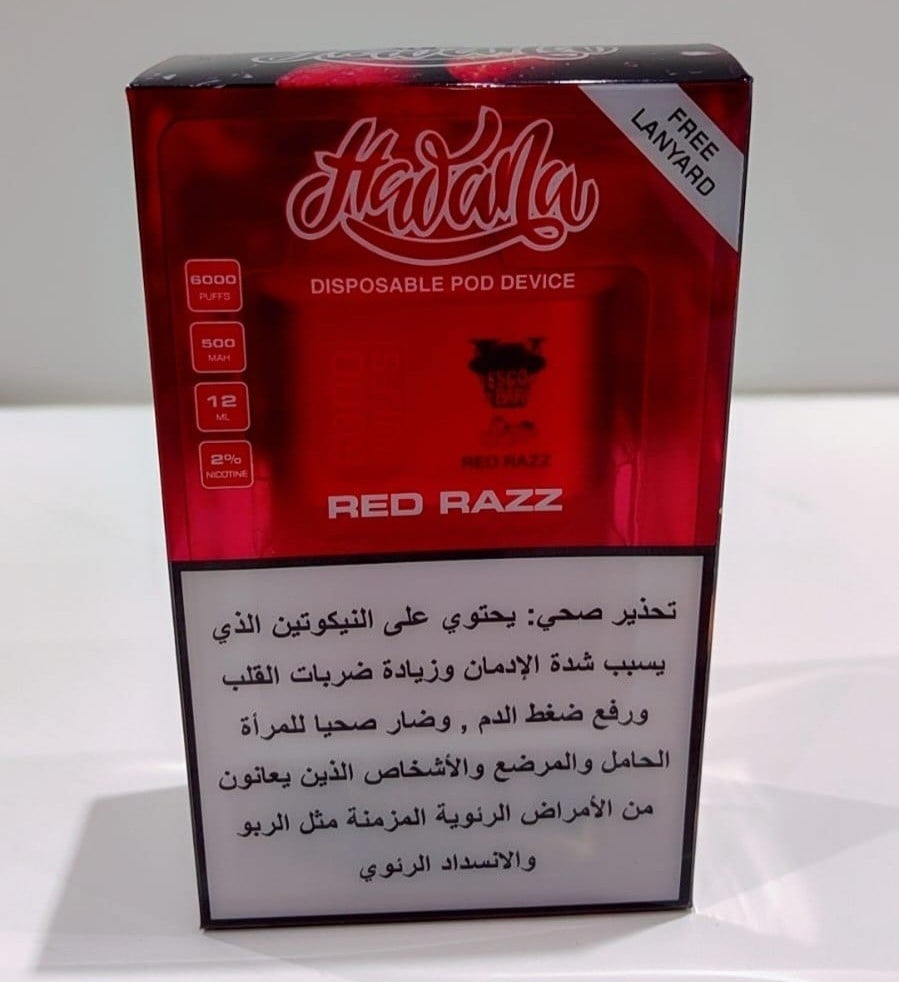 Havana
FREE
LANYARD
DISPOSABLE POD DEVICE
6000
PUFFS
500
MAH
12
ML
2%
NICOTINE
RED RAZZ
RED RAZZ
تحذير صحي: يحتوي على النيكوتين الذي
يسبب شدة الإدمان وزيادة ضربات القلب
ورفع ضغط الدم , وضار صحيا للمرأة
الحامل والمرضع والأشخاص الذين يعانون
من الأمراض الرئوية المزمنة مثل الربو
والانسداد الرئوي